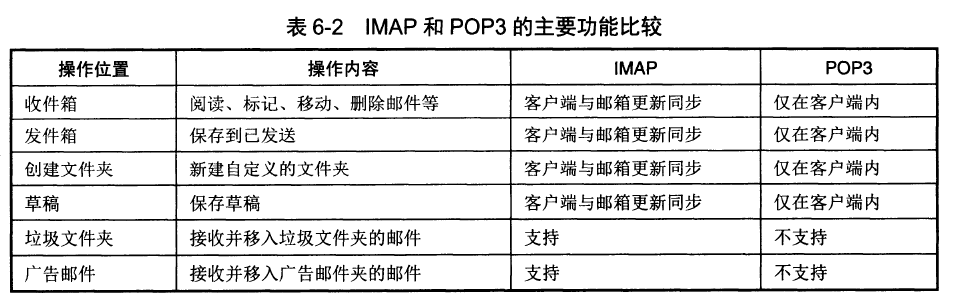 表 6-2 IMAP 和 POP3 的主要功能比较
操作位置 操作内容 IMAP POP3
收件箱 阅读、标记、移动、删除邮件等 客户端与邮箱更新同步 仅在客户端内
发件箱 保存到已发送 客户端与邮箱更新同步 仅在客户端内
创建文件夹 新建自定义的文件夹 客户端与邮箱更新同步 仅在客户端内
草稿 保存草稿 客户端与邮箱更新同步 仅在客户端内
垃圾文件夹 接收并移入垃圾文件夹的邮件 支持 不支持
广告邮件 接收并移入广告邮件夹的邮件 支持 不支持